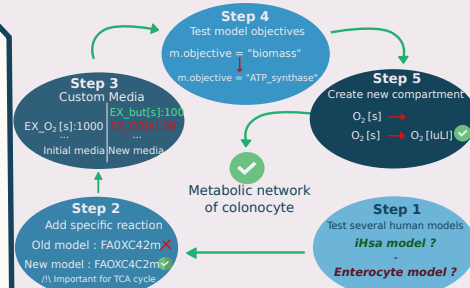 Step 4
Test model objectives
m.objective = "biomass"
m.objective = "ATP_synthase"
Step 3
Custom Media
EX_but[s]:100
EX_O₂[s]:1000
...
...
Initial media
New media
Step 5
Create new compartment
O₂ [s]
O₂ [s] O₂ [luLI]
Metabolic network
of colonocyte
Step 2
Add specific reaction
Old model : FA0XC42m
New model : FAOXC4C2m
/!\ Important for TCA cycle
Step 1
Test several human models
iHsa model ?
-
Enterocyte model ?